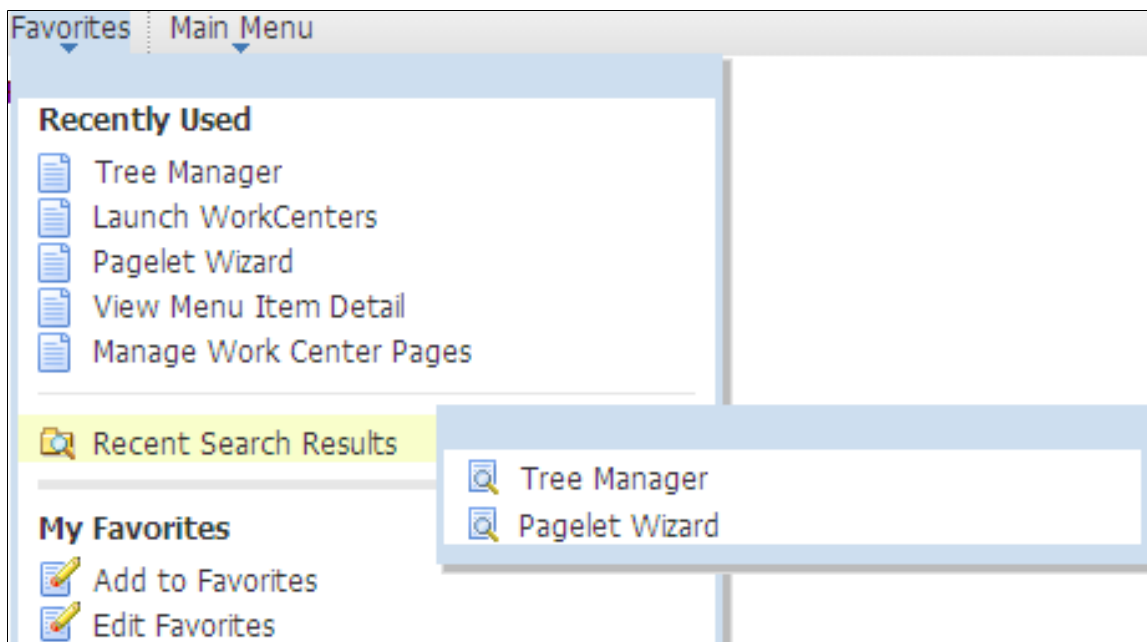 Favorites Main Menu
Recently Used
Tree Manager
Launch WorkCenters
Pagelet Wizard
View Menu Item Detail
Manage Work Center Pages
Recent Search Results
Tree Manager
Pagelet Wizard
My Favorites
Add to Favorites
Edit Favorites